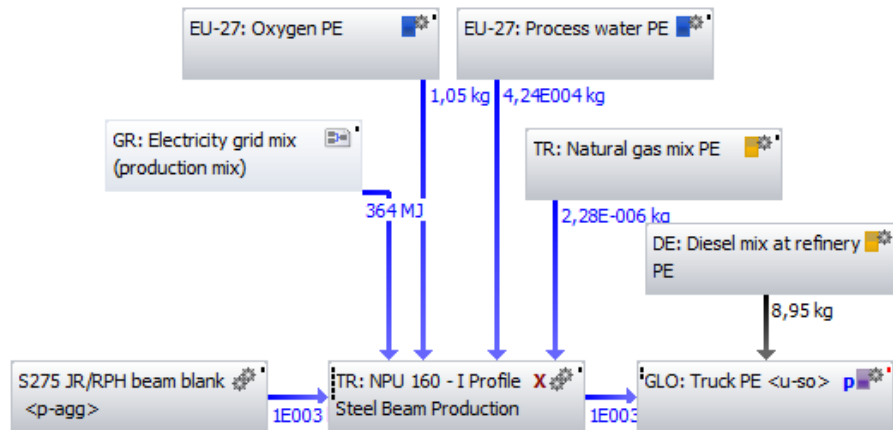 EU-27: Oxygen PE
EU-27: Process water PE
1,05 kg
4,24E004 kg
GR: Electricity grid mix
(production mix)
TR: Natural gas mix PE
364 MJ
2,28E-006 kg
DE: Diesel mix at refinery
PE
8,95 kg
S275 JR/RPH beam blank
<p-agg>
TR: NPU 160 - I Profile X
Steel Beam Production
GLO: Truck PE <u-so> p
1E003
1E003